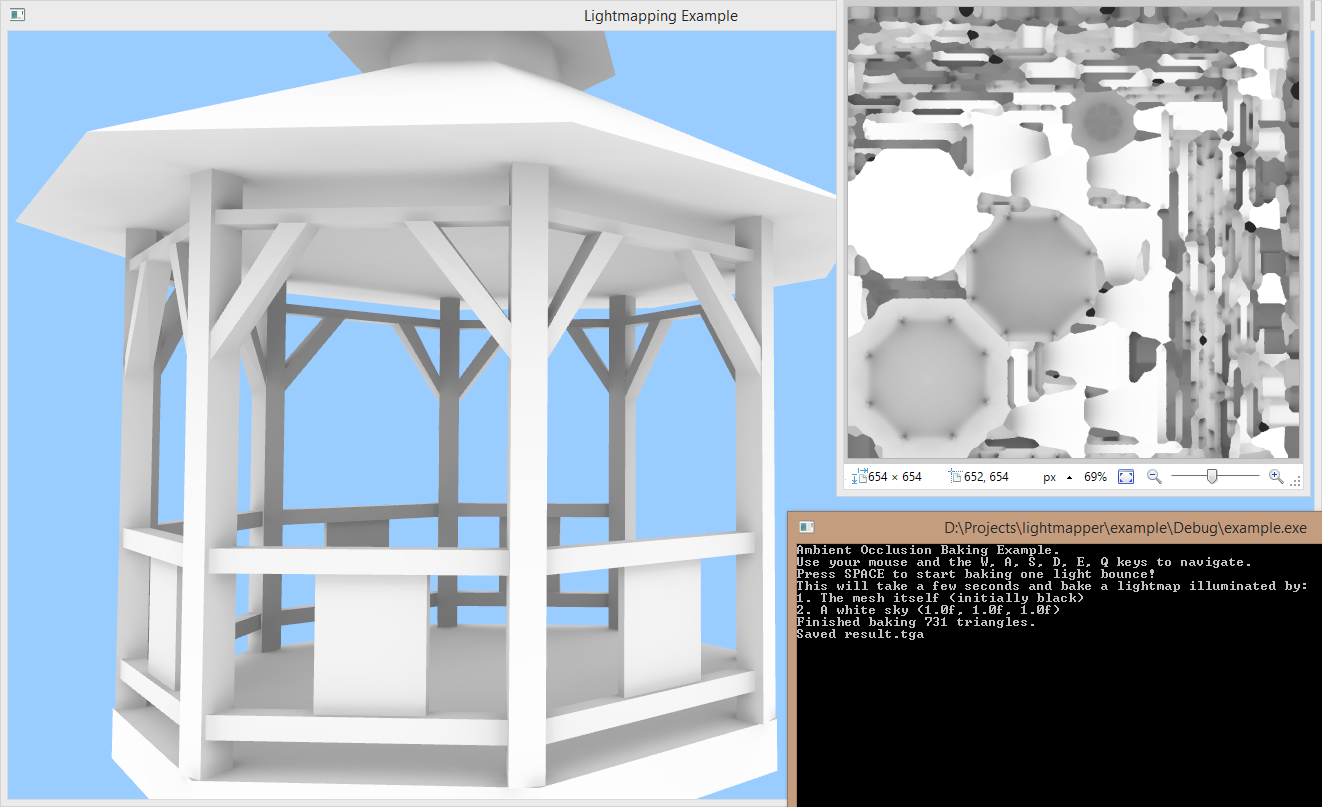 Lightmapping Example
654 × 654
652, 654
px
69%
D:\Projects\lightmapper\example\Debug\example.exe
Ambient Occlusion Baking Example.
Use your mouse and the W, A, S, D, E, Q keys to navigate.
Press SPACE to start baking one light bounce!
This will take a few seconds and bake a lightmap illuminated by:
1. The mesh itself (initially black)
2. A white sky (1.0f, 1.0f, 1.0f)
Finished baking 731 triangles.
Saved result.tga